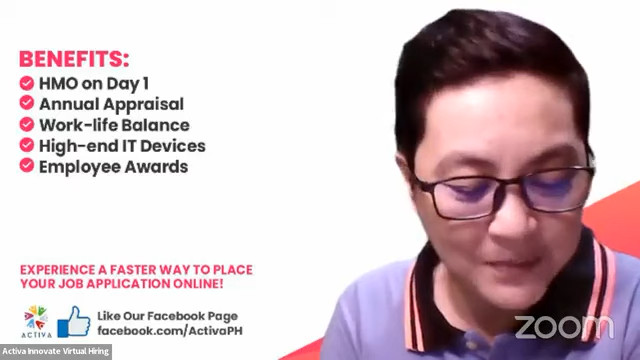 BENEFITS:
HMO on Day 1
Annual Appraisal
Work-life Balance
High-end IT Devices
Employee Awards
EXPERIENCE A FASTER WAY TO PLACE
YOUR JOB APPLICATION ONLINE!
ACTIVA
Like Our Facebook Page
facebook.com/ActivaPH
zoom
Activa Innovate Virtual Hiring